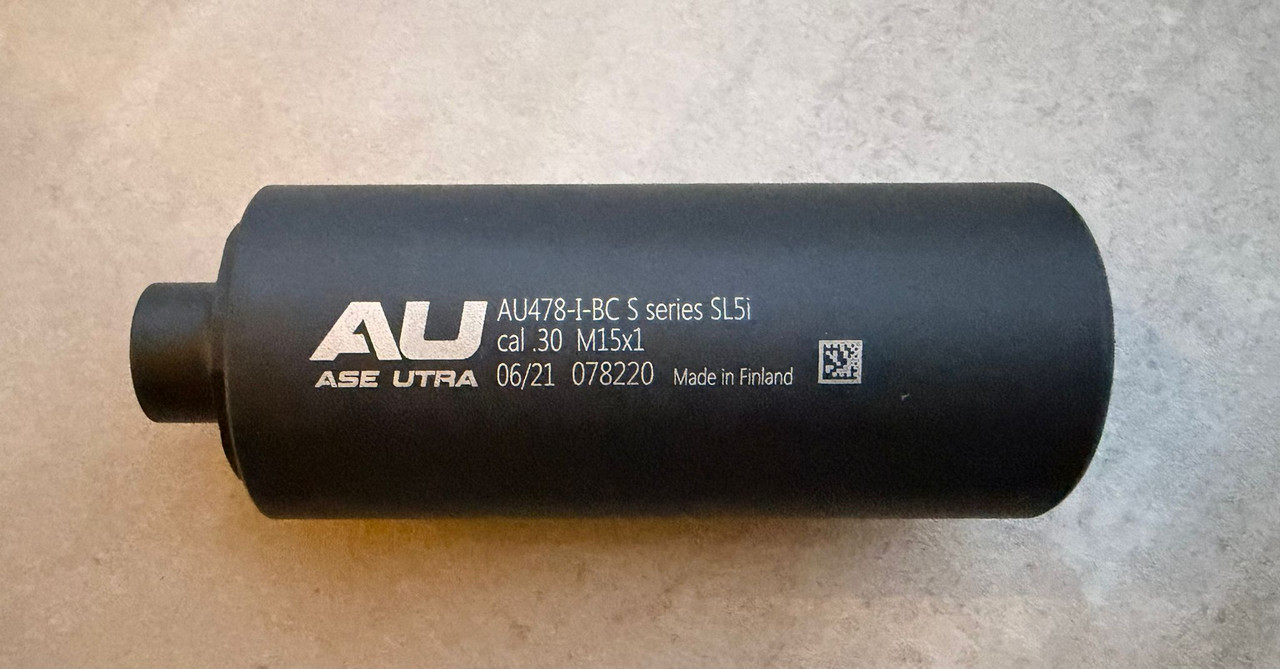 AU
ASE UTRA
AU478-I-BC S series SL5i
cal .30 M15x1
06/21 078220 Made in Finland